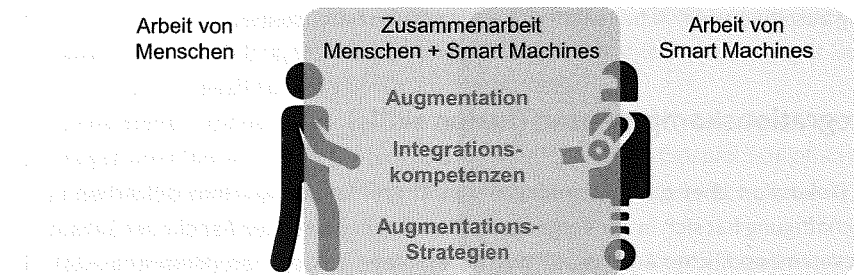 Arbeit von
Menschen
Zusammenarbeit
Menschen + Smart Machines
Arbeit von
Smart Machines
Augmentation
Integrations-
kompetenzen
Augmentations-
Strategien